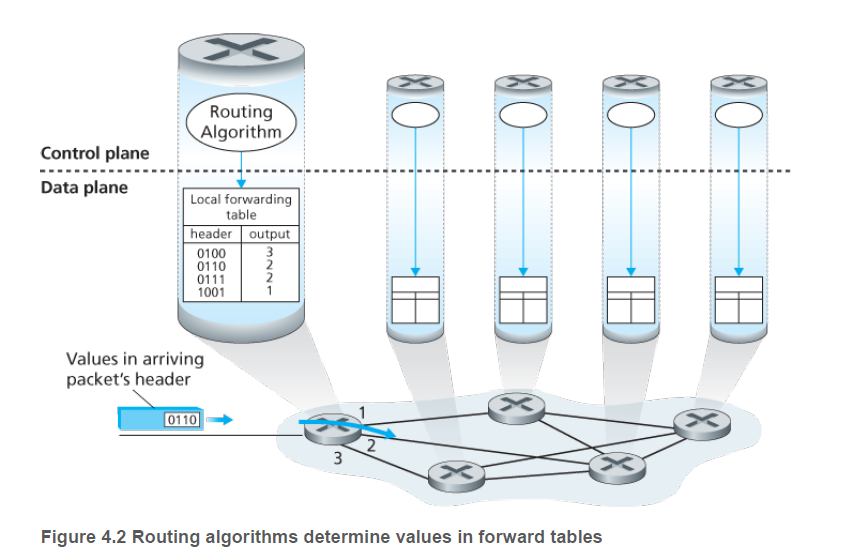 Routing
Algorithm
Control plane
Data plane
Local forwarding
table
header output
0100 3
0110 2
0111 2
1001 1
Values in arriving
packet's header
0110
1
2
3
Figure 4.2 Routing algorithms determine values in forward tables